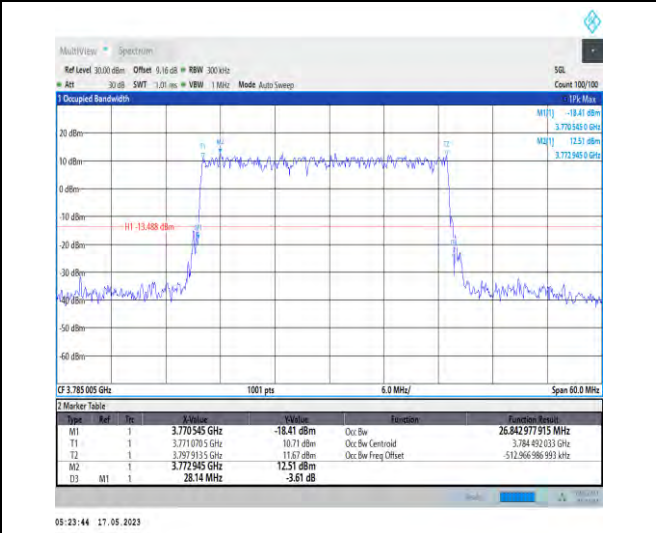 MultiView Spectrum
Ref Level 30.00 dBm Offset 9.16 dB RBW 300 kHz SGL
Att 30 dB SWT 1.01 ms VBW 1 MHz Mode Auto Sweep Count 100/100
1 Occupied Bandwidth 1Pk Max
M1[1] -18.41 dBm
3.770 545 0 GHz
M2[1] 12.51 dBm
3.772 945 0 GHz
20 dBm
T1 M2 T2
10 dBm
0 dBm
-10 dBm
H1 -13.488 dBm
-20 dBm
-30 dBm
-40 dBm
-50 dBm
-60 dBm
CF 3.785 005 GHz 1001 pts 6.0 MHz/ Span 60.0 MHz
2 Marker Table
Type Ref Trc X-Value Y-Value Function Function Result
M1 1 3.770 545 GHz -18.41 dBm Occ Bw 26.842 977 915 MHz
T1 1 3.771 070 5 GHz 10.71 dBm Occ Bw Centroid 3.784 492 033 GHz
T2 1 3.797 913 5 GHz 11.67 dBm Occ Bw Freq Offset -512.966 986 993 kHz
M2 1 3.772 945 GHz 12.51 dBm
D3 M1 1 28.14 MHz -3.61 dB
05:23:44 17.05.2023